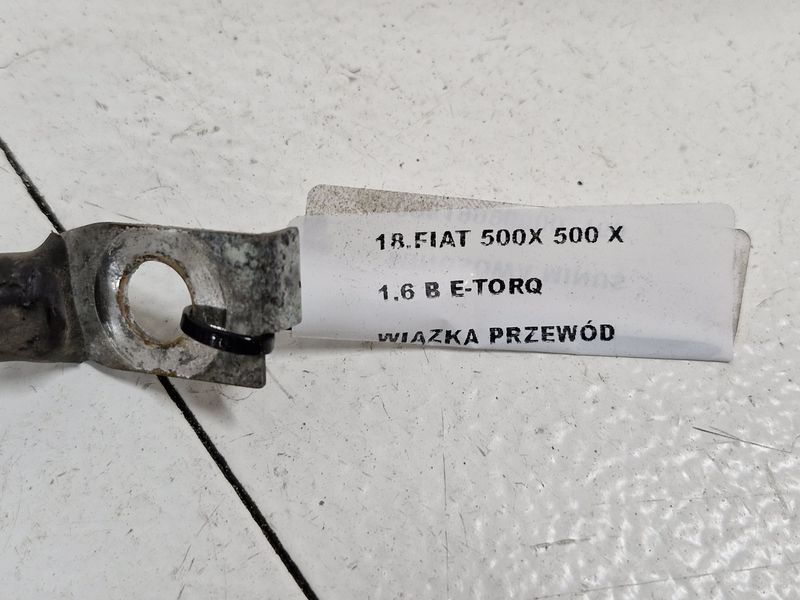 18.FIAT 500X 500 X
1.6 B E-TORQ
WIĄZKA PRZEWÓD